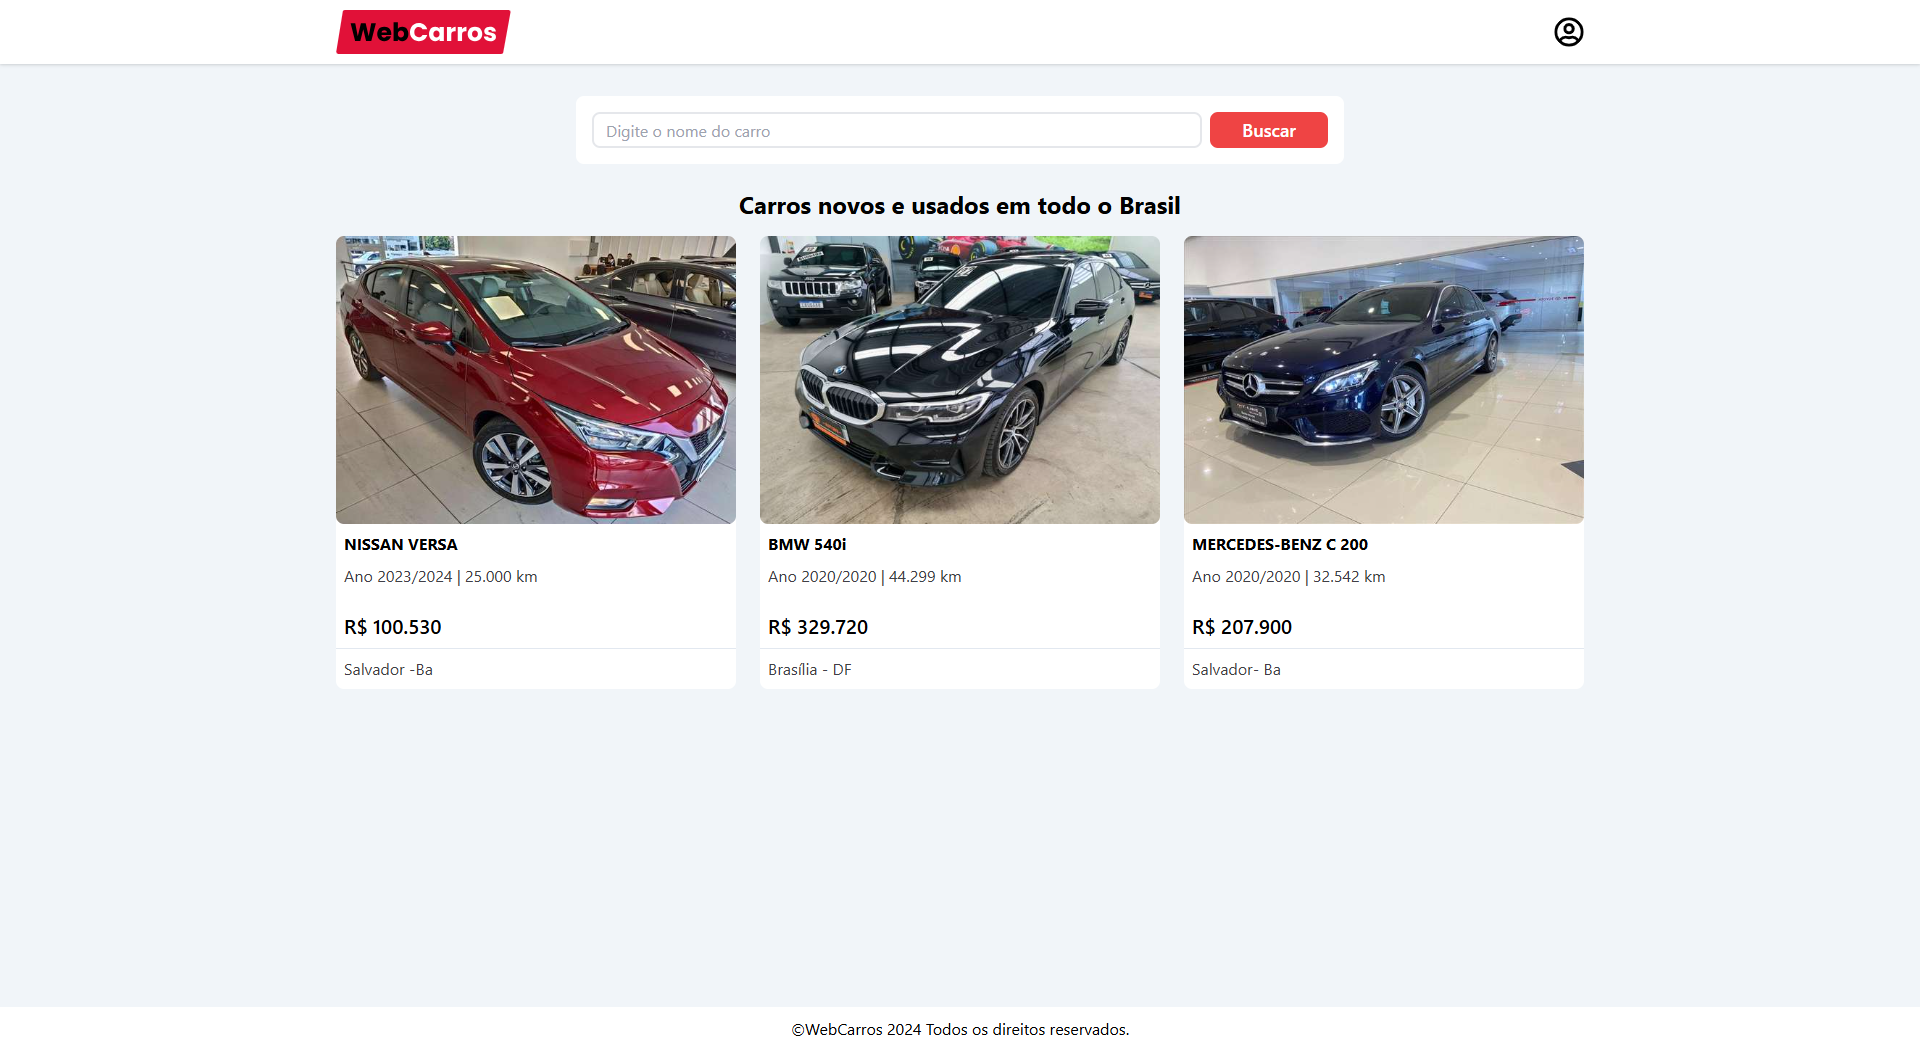 WebCarros
Digite o nome do carro
Buscar
Carros novos e usados em todo o Brasil
NISSAN VERSA
Ano 2023/2024 | 25.000 km
R$ 100.530
Salvador -Ba
BMW 540i
Ano 2020/2020 | 44.299 km
R$ 329.720
Brasília - DF
MERCEDES-BENZ C 200
Ano 2020/2020 | 32.542 km
R$ 207.900
Salvador- Ba
©WebCarros 2024 Todos os direitos reservados.